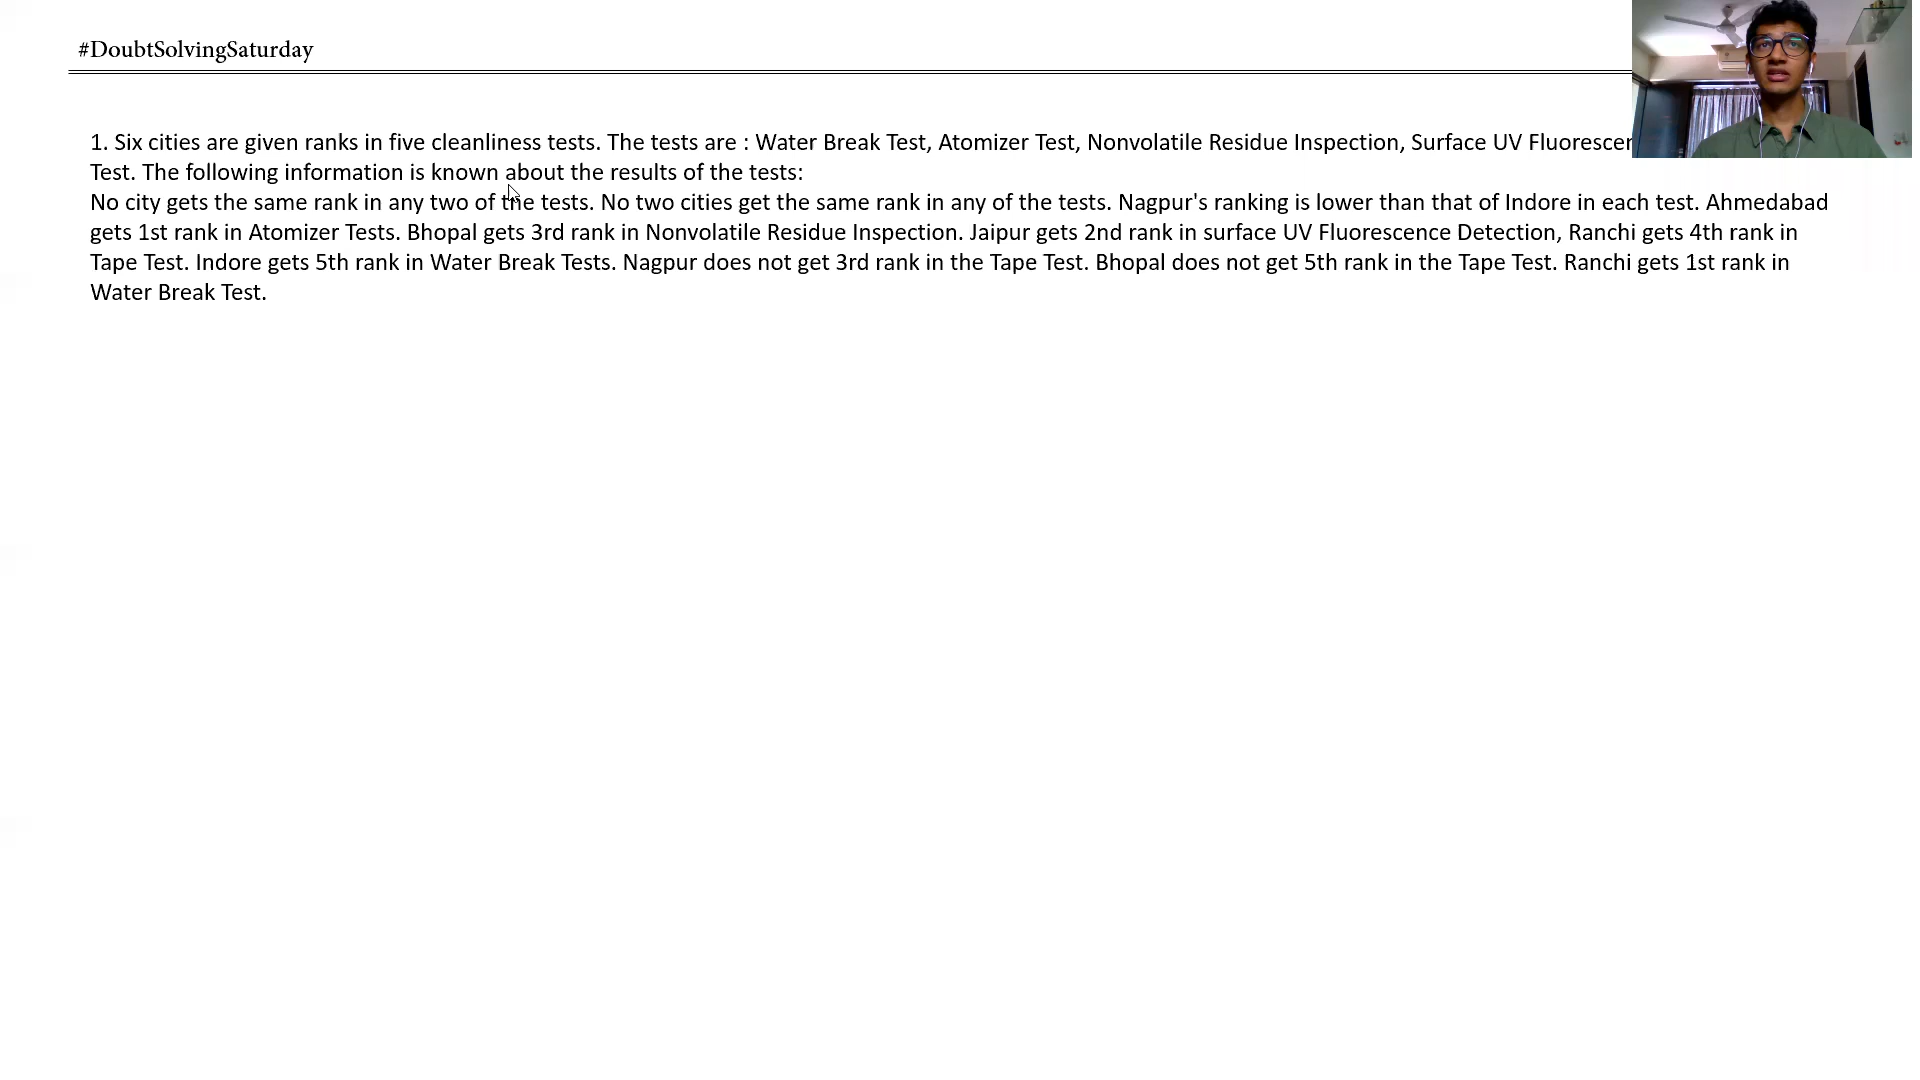 #DoubtSolvingSaturday
1. Six cities are given ranks in five cleanliness tests. The tests are : Water Break Test, Atomizer Test, Nonvolatile Residue Inspection, Surface UV
Test. The following information is known about the results of the tests:
No city gets the same rank in any two of the tests. No two cities get the same rank in any of the tests. Nagpur's ranking is lower than that of Indore in each test. Ahmedabad
gets 1st rank in Atomizer Tests. Bhopal gets 3rd rank in Nonvolatile Residue Inspection. Jaipur gets 2nd rank in surface UV Fluorescence Detection, Ranchi gets 4th rank in
Tape Test. Indore gets 5th rank in Water Break Tests. Nagpur does not get 3rd rank in the Tape Test. Bhopal does not get 5th rank in the Tape Test. Ranchi gets 1st rank in
Water Break Test.